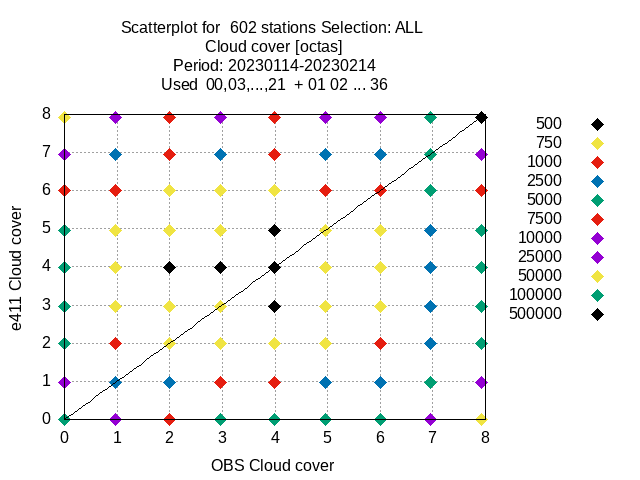 Scatterplot for  602 stations Selection: ALL
Cloud cover [octas]
Period: 20230114-20230214
Used  00,03,...,21  + 01 02 ... 36
8
7
6
5
4
3
2
1
0
e411 Cloud cover
0 1 2 3 4 5 6 7 8
OBS Cloud cover
500
750
1000
2500
5000
7500
10000
25000
50000
100000
500000